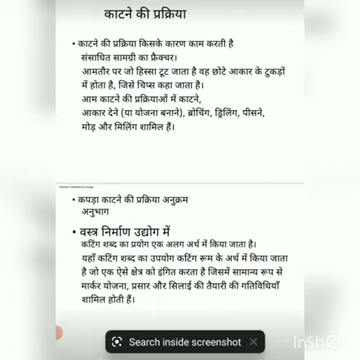 काटने की प्रक्रिया
• काटने की प्रक्रिया किसके कारण काम करती है
संसाधित सामग्री का फ्रैक्चर।
आमतौर पर जो हिस्सा टूट जाता है वह छोटे आकार के टुकड़ों
में होता है, जिसे चिप्स कहा जाता है।
आम काटने की प्रक्रियाओं में काटने,
आकार देने (या योजना बनाने), ब्रोचिंग, ड्रिलिंग, पीसने,
मोड़ और मिलिंग शामिल हैं।
• कपड़ा काटने की प्रक्रिया अनुक्रम
अनुभाग
• वस्त्र निर्माण उद्योग में
कटिंग शब्द का प्रयोग एक अलग अर्थ में किया जाता है।
यहाँ कटिंग शब्द का उपयोग कटिंग रूम के अर्थ में किया जाता
है जो एक ऐसे क्षेत्र को इंगित करता है जिसमें सामान्य रूप से
मार्कर योजना, प्रसार और सिलाई की तैयारी की गतिविधियाँ
शामिल होती हैं।
Search inside screenshot
InShot